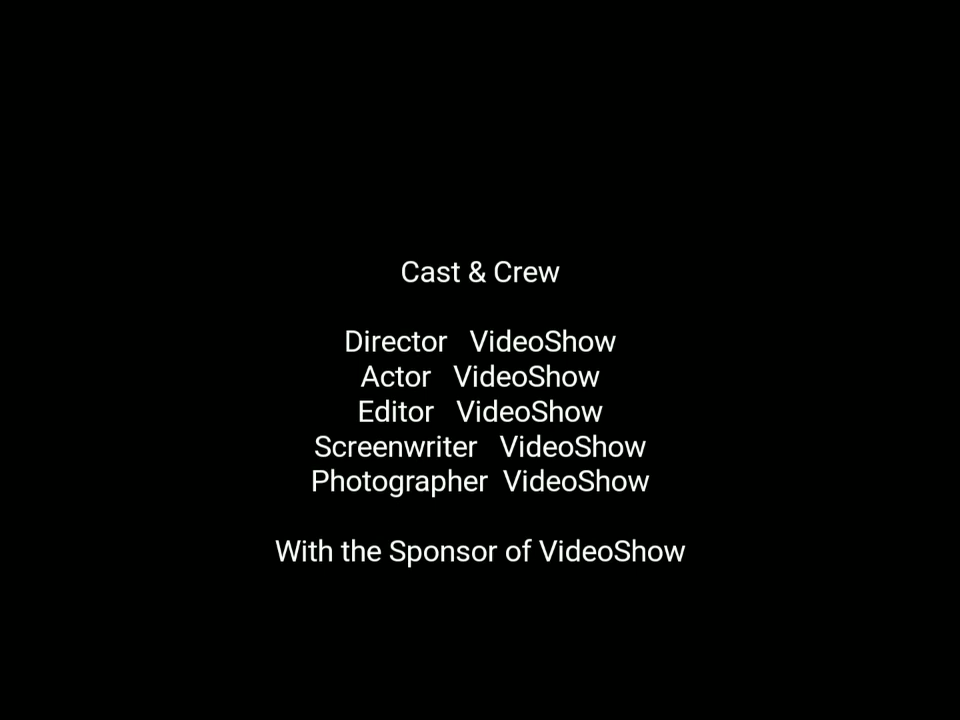 Cast & Crew
Director VideoShow
Actor VideoShow
Editor VideoShow
Screenwriter VideoShow
Photographer VideoShow
With the Sponsor of VideoShow